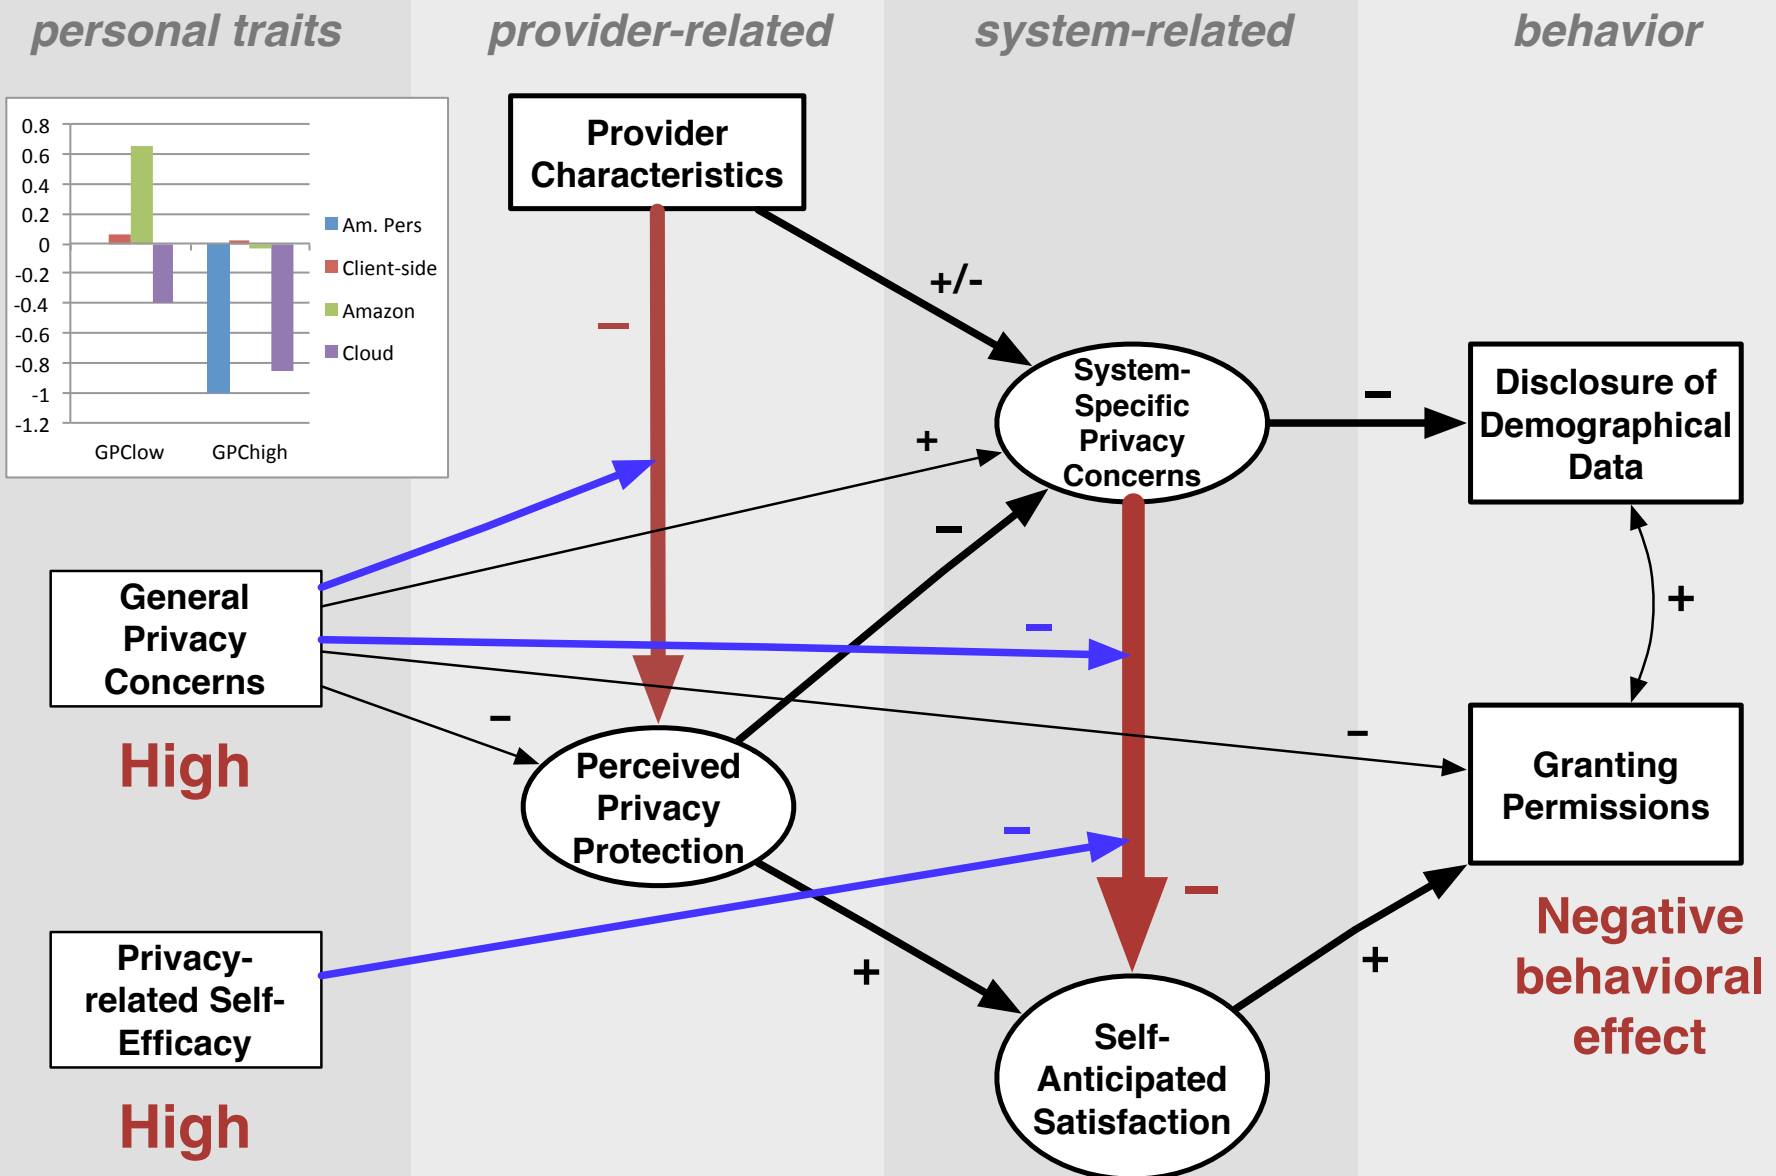 personal traits
provider-related
system-related
behavior
0.8
0.6
0.4
0.2
0
-0.2
-0.4
-0.6
-0.8
-1
-1.2
GPClow
GPChigh
Am. Pers
Client-side
Amazon
Cloud
Provider
Characteristics
–
+/-
+
–
–
System-
Specific
Privacy
Concerns
Disclosure of
Demographical
Data
General
Privacy
Concerns
High
–
–
+
–
Perceived
Privacy
Protection
Granting
Permissions
–
–
+
+
Negative
behavioral
effect
Privacy-
related Self-
Efficacy
High
Self-
Anticipated
Satisfaction